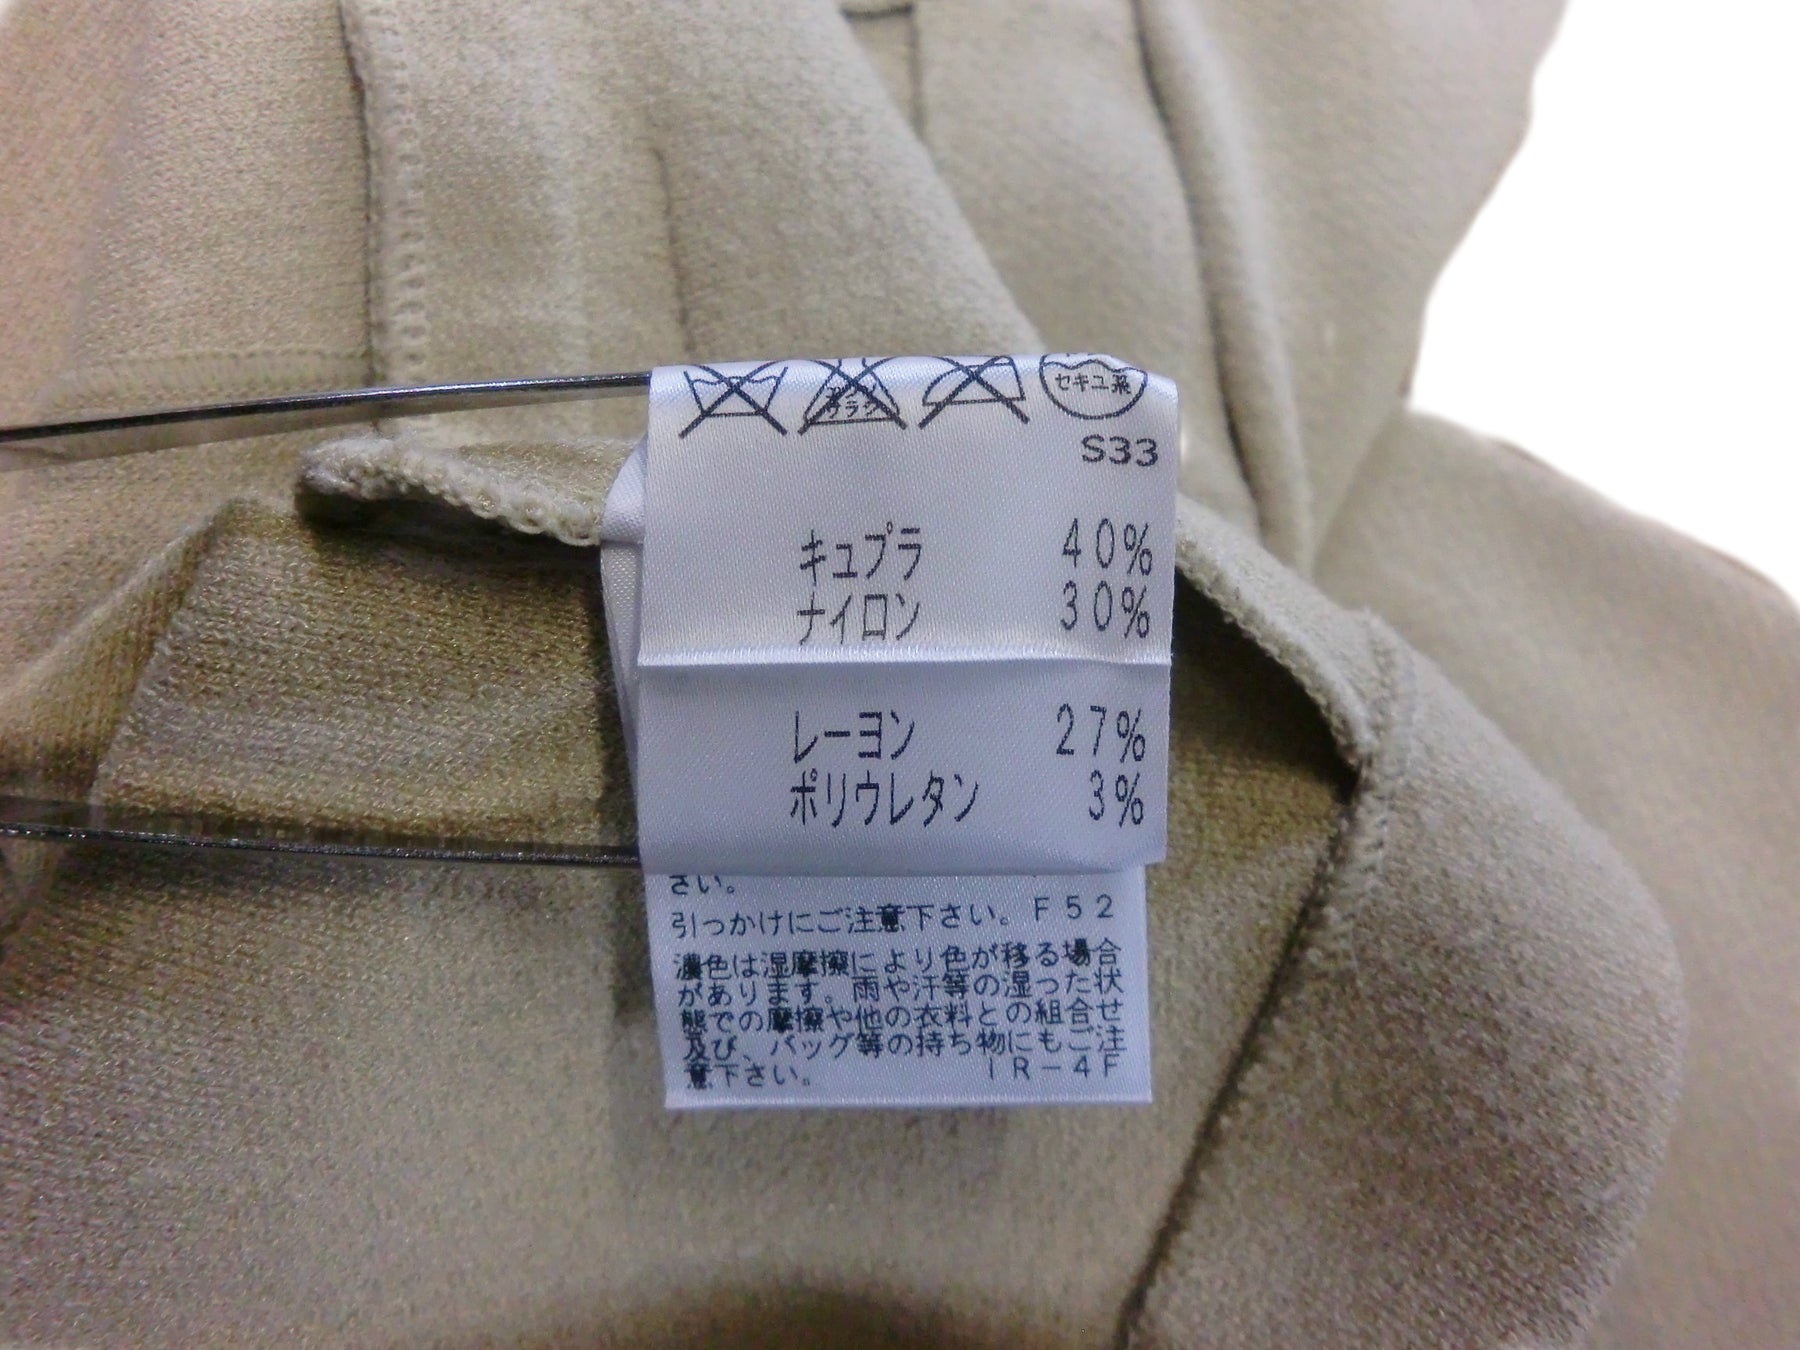 サラシ
セキユ系
S33
キュプラ 40%
ナイロン 30%
レーヨン 27%
ポリウレタン 3%
さい。
引っかけにご注意下さい。F52
濃色は湿摩擦により色が移る場合
があります。雨や汗等の湿った状
態での摩擦や他の衣料との組合せ
及び、バッグ等の持ち物にもご注
意下さい。 IR-4F